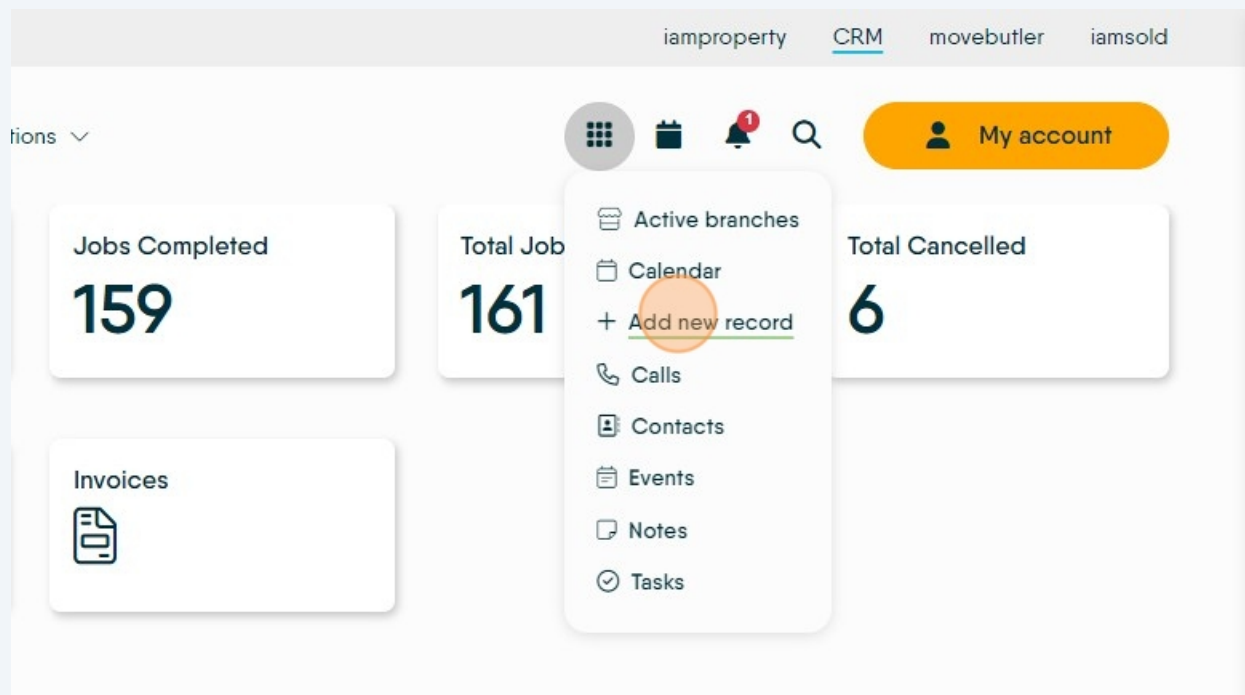 iamproperty CRM movebutler iamsold
tions
1
My account
Jobs Completed
159
Total Job
161
Total Cancelled
6
Active branches
Calendar
Add new record
Calls
Contacts
Events
Notes
Tasks
Invoices